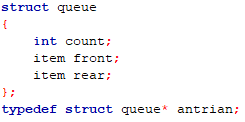 struct queue
{
    int count;
    item front;
    item rear;
};
typedef struct queue* antrian;